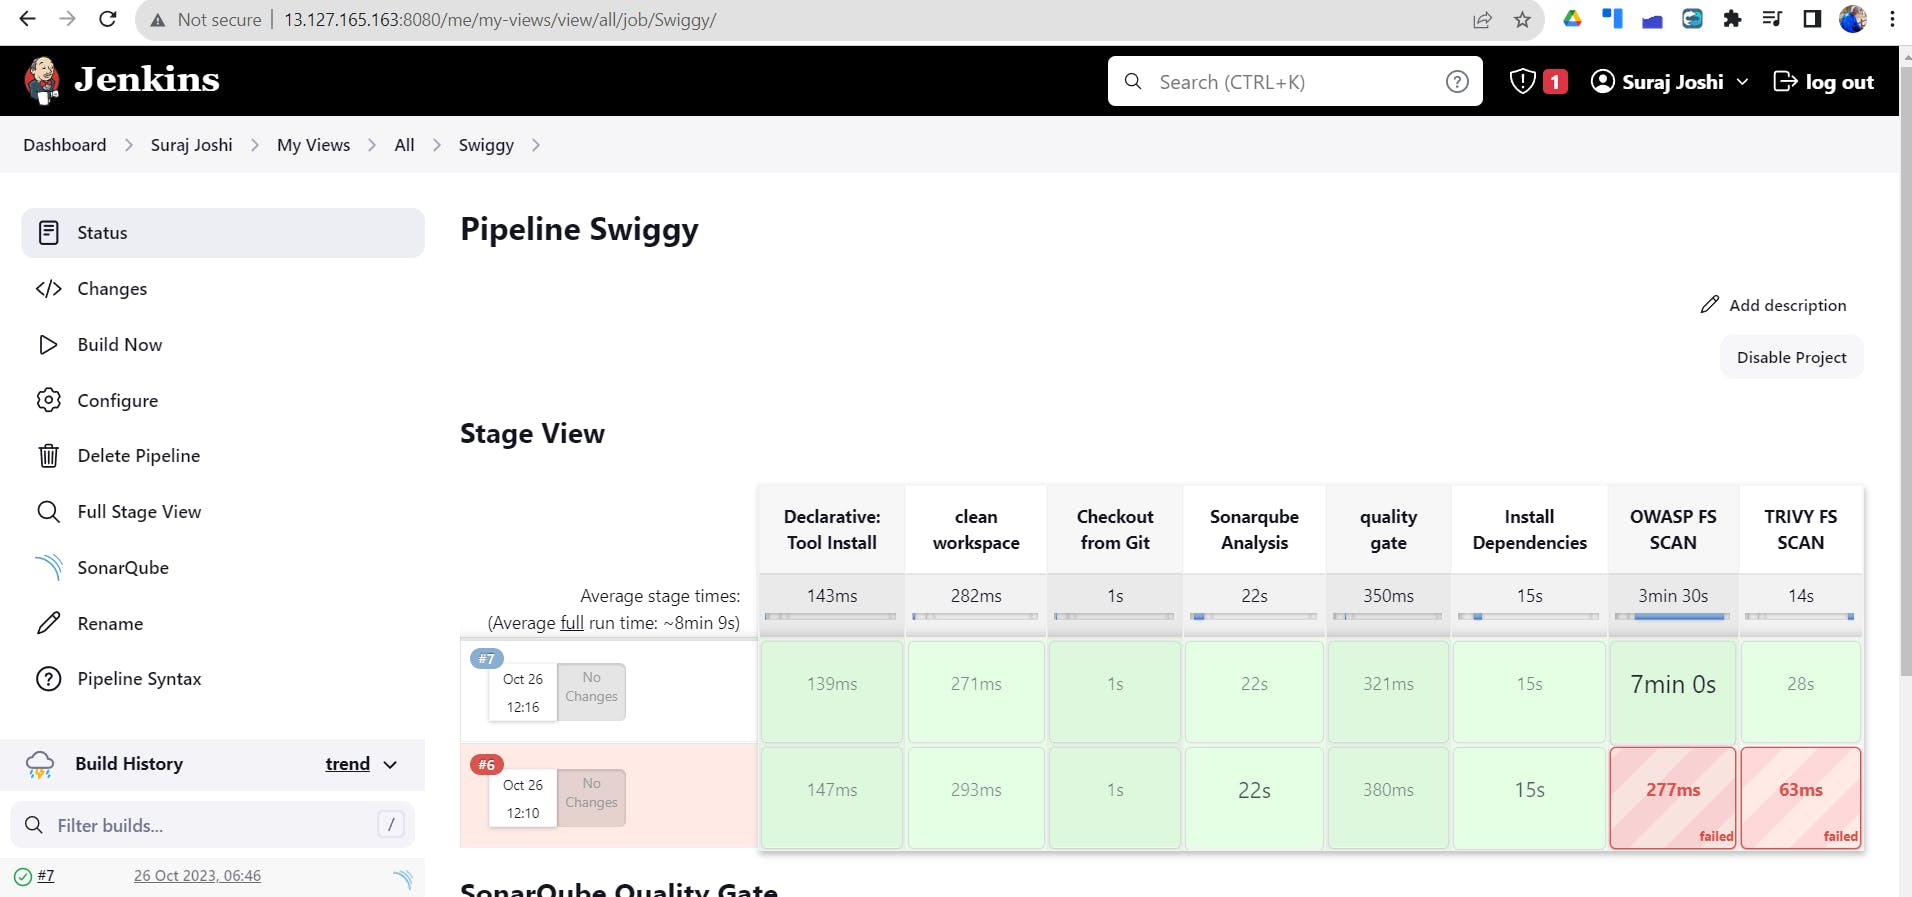 Not secure | 13.127.165.163:8080/me/my-views/view/all/job/Swiggy/
Jenkins
Search (CTRL+K)
?
1
Suraj Joshi
log out
Dashboard > Suraj Joshi > My Views > All > Swiggy >
Status
Changes
Build Now
Configure
Delete Pipeline
Full Stage View
SonarQube
Rename
Pipeline Syntax
Build History
trend
Filter builds...
/
#7
26 Oct 2023, 06:46
Pipeline Swiggy
Add description
Disable Project
Stage View
Declarative: Tool Install
clean workspace
Checkout from Git
Sonarqube Analysis
quality gate
Install Dependencies
OWASP FS SCAN
TRIVY FS SCAN
Average stage times:
(Average full run time: ~8min 9s)
143ms 282ms 1s 22s 350ms 15s 3min 30s 14s
#7
Oct 26
12:16
No Changes
139ms 271ms 1s 22s 321ms 15s 7min 0s 28s
#6
Oct 26
12:10
No Changes
147ms 293ms 1s 22s 380ms 15s 277ms 63ms
failed failed
SonarQube Quality Gate